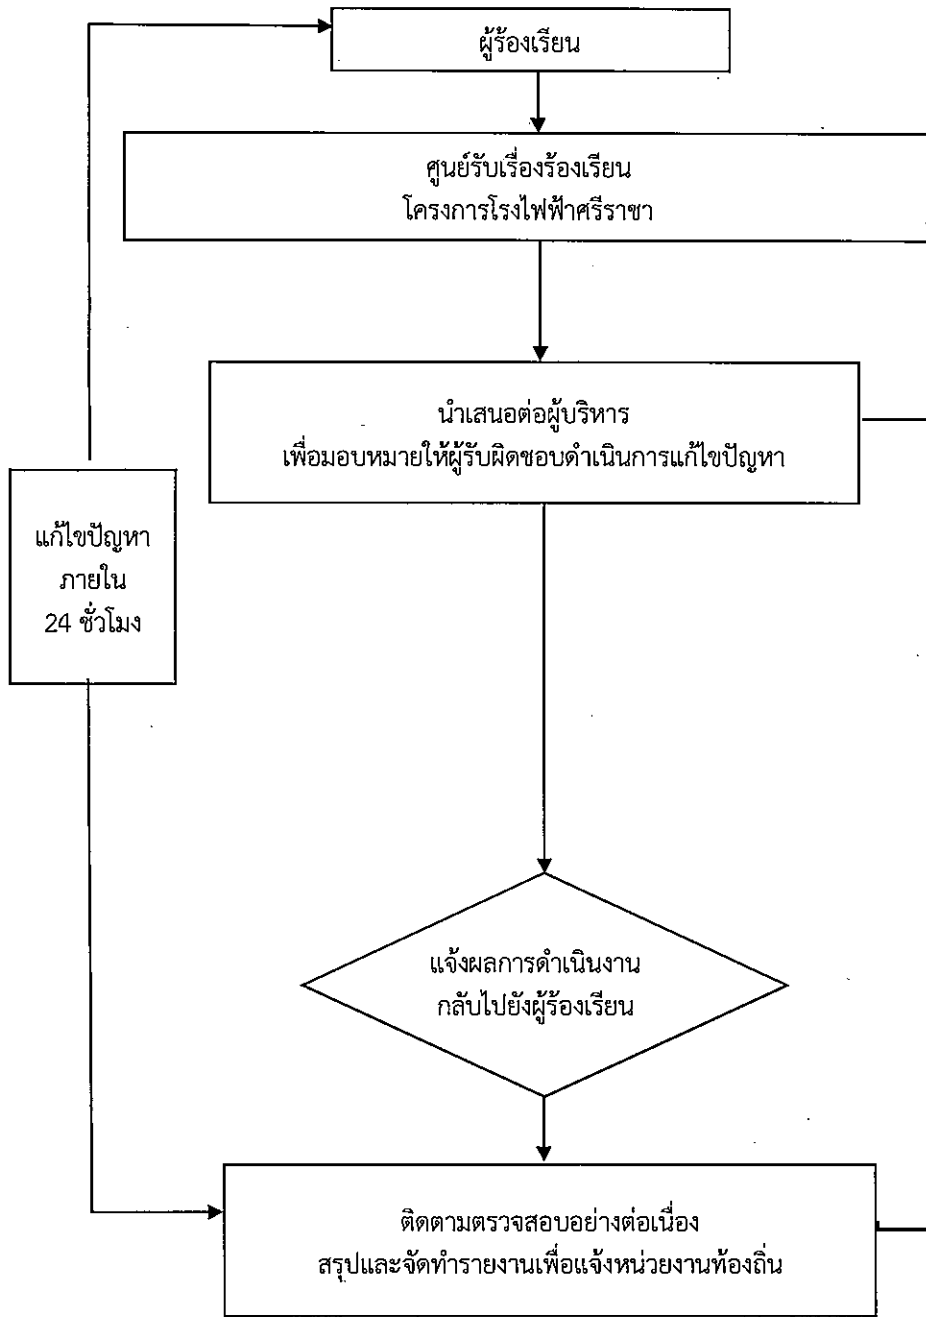 ผู้ร้องเรียน
ศูนย์รับเรื่องร้องเรียน
โครงการโรงไฟฟ้าศรีราชา
นำเสนอต่อผู้บริหาร
เพื่อมอบหมายให้ผู้รับผิดชอบดำเนินการแก้ไขปัญหา
แก้ไขปัญหา
ภายใน
24 ชั่วโมง
แจ้งผลการดำเนินงาน
กลับไปยังผู้ร้องเรียน
ติดตามตรวจสอบอย่างต่อเนื่อง
สรุปและจัดทำรายงานเพื่อแจ้งหน่วยงานท้องถิ่น